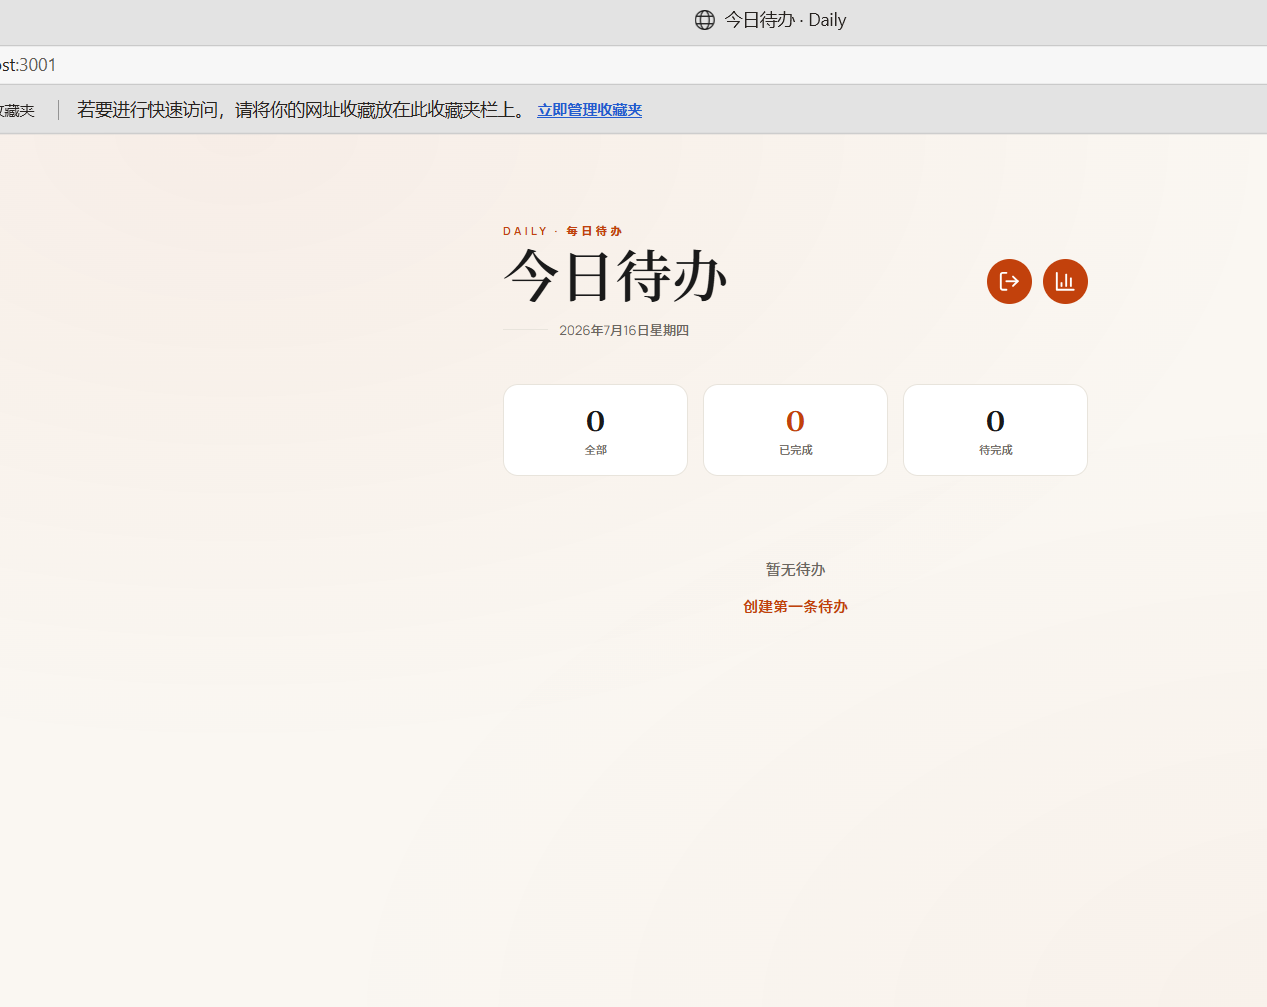 今日待办 · Daily
ost:3001
收藏夹 若要进行快速访问，请将你的网址收藏放在此收藏夹栏上。 立即管理收藏夹
DAILY · 每日待办
今日待办
2026年7月16日星期四
0 0 0
全部 已完成 待完成
暂无待办
创建第一条待办